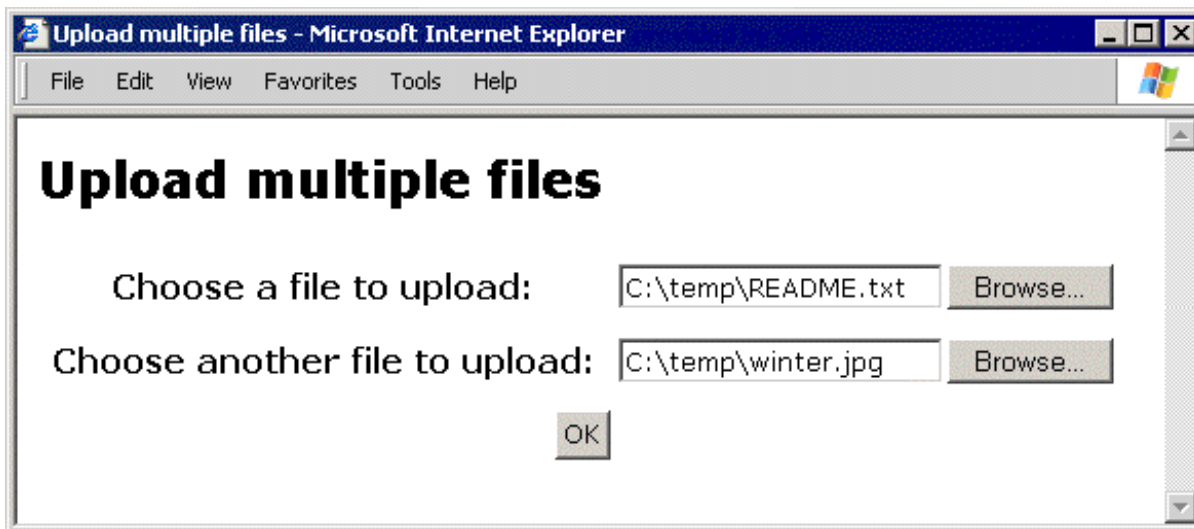 Upload multiple files - Microsoft Internet Explorer
File Edit View Favorites Tools Help
Upload multiple files
Choose a file to upload: C:\temp\README.txt Browse...
Choose another file to upload: C:\temp\winter.jpg Browse...
OK